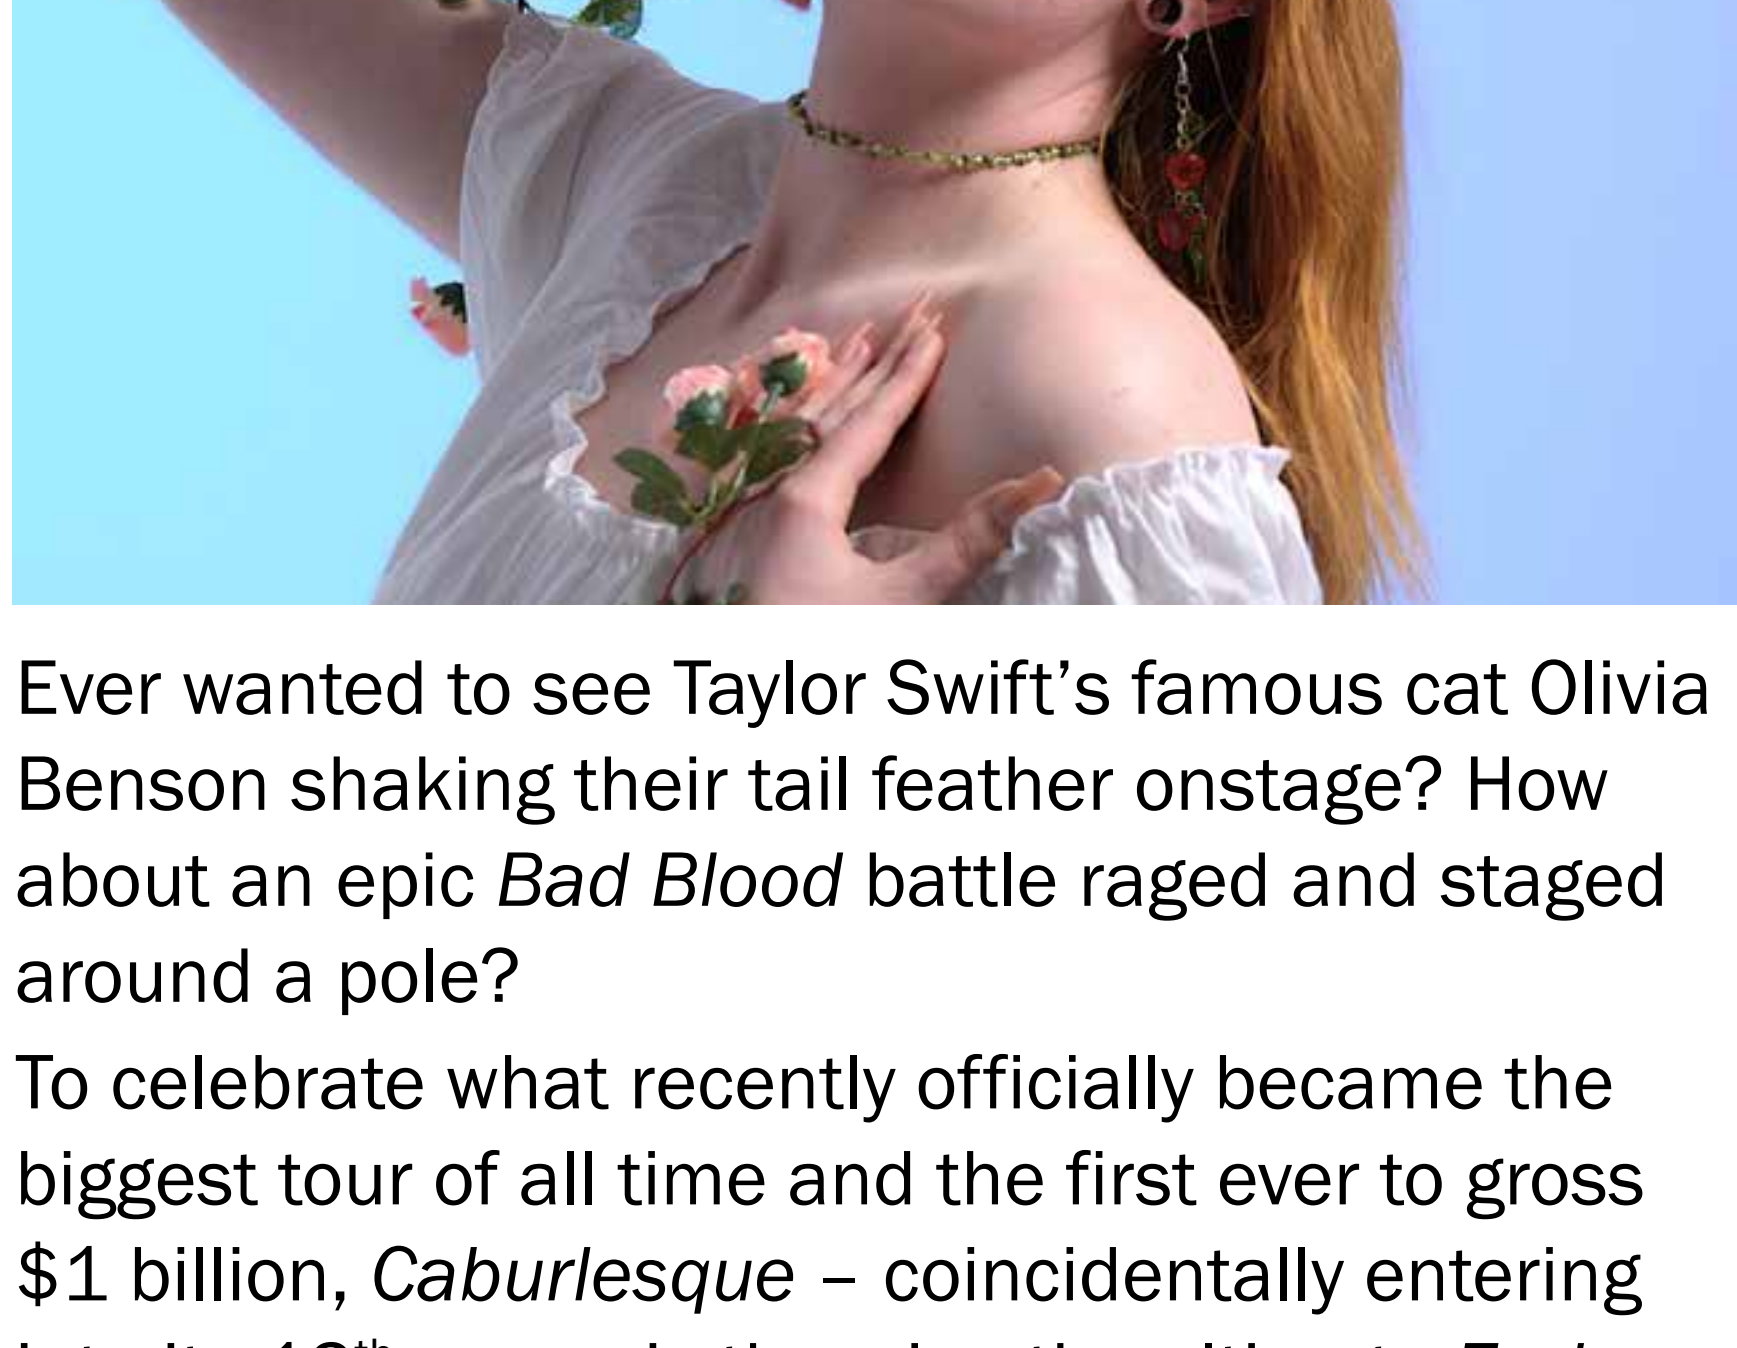 Ever wanted to see Taylor Swift’s famous cat Olivia
Benson shaking their tail feather onstage? How
about an epic Bad Blood battle raged and staged
around a pole?
To celebrate what recently officially became the
biggest tour of all time and the first ever to gross
$1 billion, Caburlesque – coincidentally entering